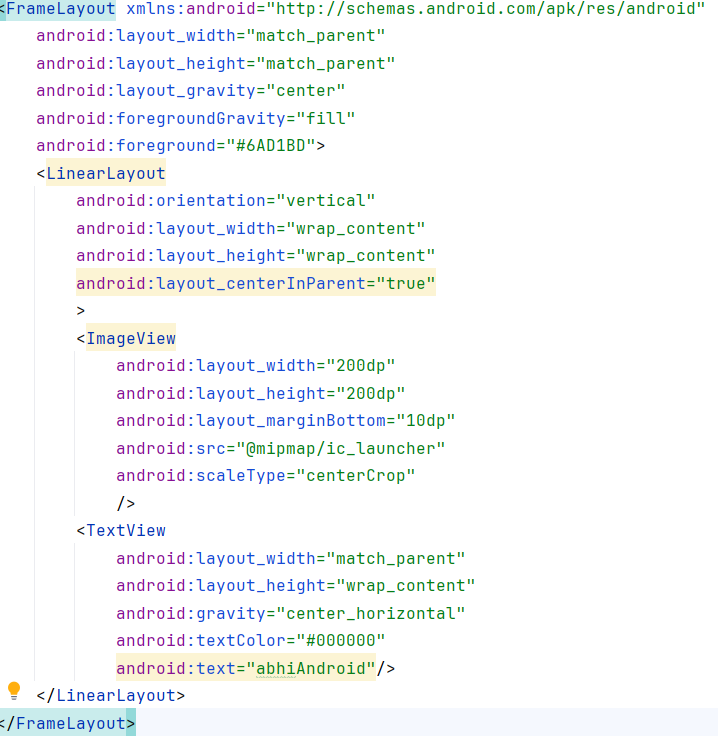 <FrameLayout xmlns:android="http://schemas.android.com/apk/res/android"
    android:layout_width="match_parent"
    android:layout_height="match_parent"
    android:layout_gravity="center"
    android:foregroundGravity="fill"
    android:foreground="#6AD1BD">
    <LinearLayout
        android:orientation="vertical"
        android:layout_width="wrap_content"
        android:layout_height="wrap_content"
        android:layout_centerInParent="true"
        >
        <ImageView
            android:layout_width="200dp"
            android:layout_height="200dp"
            android:layout_marginBottom="10dp"
            android:src="@mipmap/ic_launcher"
            android:scaleType="centerCrop"
            />
        <TextView
            android:layout_width="match_parent"
            android:layout_height="wrap_content"
            android:gravity="center_horizontal"
            android:textColor="#000000"
            android:text="abhiAndroid"/>
    </LinearLayout>
</FrameLayout>